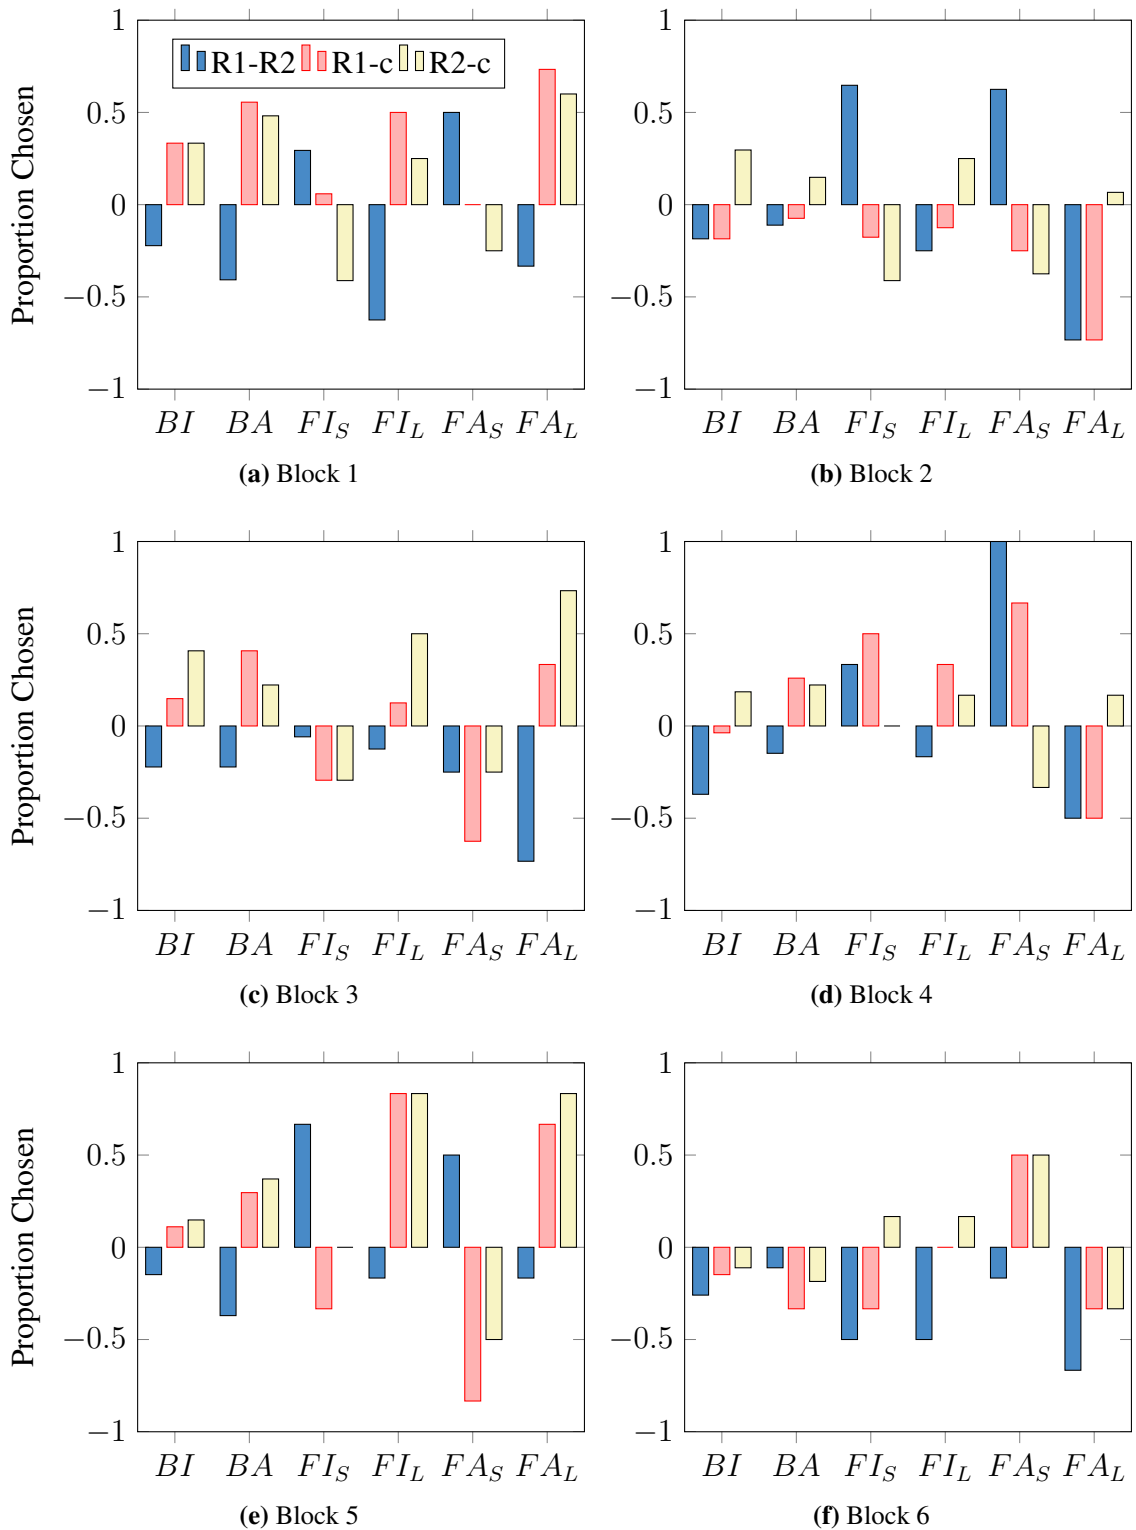 Proportion Chosen
1
0.5
0
−0.5
−1
R1-R2 R1-c R2-c
BI BA FI_S FI_L FA_S FA_L
(a) Block 1
1
0.5
0
−0.5
−1
BI BA FI_S FI_L FA_S FA_L
(b) Block 2
Proportion Chosen
1
0.5
0
−0.5
−1
BI BA FI_S FI_L FA_S FA_L
(c) Block 3
1
0.5
0
−0.5
−1
BI BA FI_S FI_L FA_S FA_L
(d) Block 4
Proportion Chosen
1
0.5
0
−0.5
−1
BI BA FI_S FI_L FA_S FA_L
(e) Block 5
1
0.5
0
−0.5
−1
BI BA FI_S FI_L FA_S FA_L
(f) Block 6